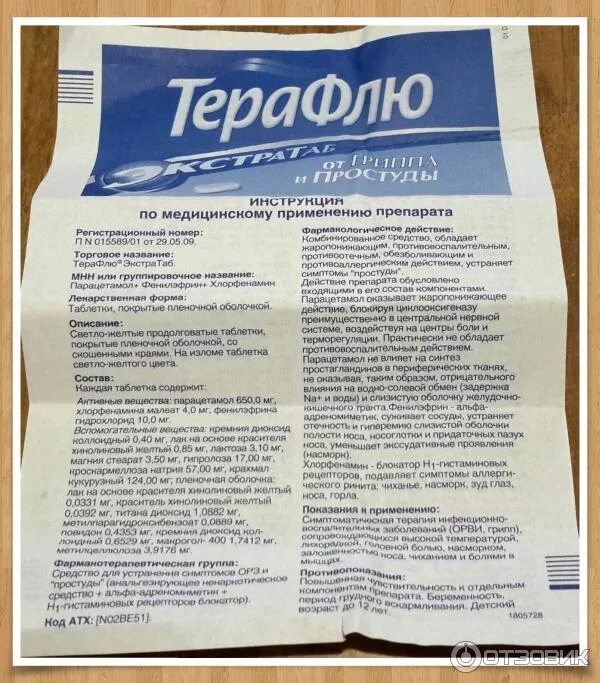 ТераФлю
ЭКСТРАТАБ
от ГРИППА
и ПРОСТУДЫ
ИНСТРУКЦИЯ
по медицинскому применению препарата
Регистрационный номер:
П N 015589/01 от 29.05.09.
Торговое название:
ТераФлю® ЭкстраТаб.
МНН или группировочное название:
Парацетамол+ Фенилэфрин+ Хлорфенамин
Лекарственная форма:
Таблетки, покрытые пленочной оболочкой.
Описание:
Светло-желтые продолговатые таблетки,
покрытые пленочной оболочкой, со
скошенными краями. На изломе таблетка
светло-желтого цвета.
Состав:
Каждая таблетка содержит:
Активные вещества: парацетамол 650,0 мг,
хлорфенамина малеат 4,0 мг, фенилэфрина
гидрохлорид 10,0 мг.
Вспомогательные вещества: кремния диоксид
коллоидный 0,40 мг, лак на основе красителя
хинолиновый желтый 0,85 мг, лактоза 3,10 мг,
магния стеарат 3,50 мг, гипролоза 17,00 мг,
кроскармеллоза натрия 57,00 мг, крахмал
кукурузный 124,00 мг; пленочная оболочка:
лак на основе красителя хинолиновый желтый
0,0331 мг, краситель хинолиновый желтый
0,0392 мг, титана диоксид 1,0882 мг,
метилпарагидроксибензоат 0,0889 мг,
повидон 0,4353 мг, кремния диоксид кол-
лоидный 0,6529 мг, макрогол- 400 1,7412 мг,
метилцеллюлоза 3,9176 мг.
Фармакотерапевтическая группа:
Средство для устранения симптомов ОРЗ и
"простуды" (анальгезирующее ненаркотическое
средство + альфа-адреномиметик +
H1-гистаминовых рецепторов блокатор).
Код АТХ: [N02BE51].
Фармакологическое действие:
Комбинированное средство, обладает
жаропонижающим, противовоспалительным,
противоотечным, обезболивающим и
противоаллергическим действием, устраняет
симптомы "простуды".
Действие препарата обусловлено
входящими в его состав компонентами.
Парацетамол оказывает жаропонижающее
действие, блокируя циклооксигеназу
преимущественно в центральной нервной
системе, воздействуя на центры боли и
терморегуляции. Практически не обладает
противовоспалительным действием.
Парацетамол не влияет на синтез
простагландинов в периферических тканях,
не оказывая, таким образом, отрицательного
влияния на водно-солевой обмен (задержка
Na+ и воды) и слизистую оболочку желудочно-
кишечного тракта.Фенилэфрин - альфа-
адреномиметик, суживает сосуды, устраняет
отечность и гиперемию слизистой оболочки
полости носа, носоглотки и придаточных пазух
носа, уменьшает экссудативные проявления
(насморк).
Хлорфенамин - блокатор H1-гистаминовых
рецепторов, подавляет симптомы аллерги-
ческого ринита: чиханье, насморк, зуд глаз,
носа, горла.
Показания к применению:
Симптоматическая терапия инфекционно-
воспалительных заболеваний (ОРВИ, грипп),
сопровождающихся высокой температурой,
лихорадкой, головной болью, насморком,
заложенностью носа, чиханием и болями в
мышцах.
Противопоказания:
Повышенная чувствительность к отдельным
компонентам препарата. Беременность,
период грудного вскармливания. Детский
возраст до 12 лет.
1805728
ОТЗОВИК